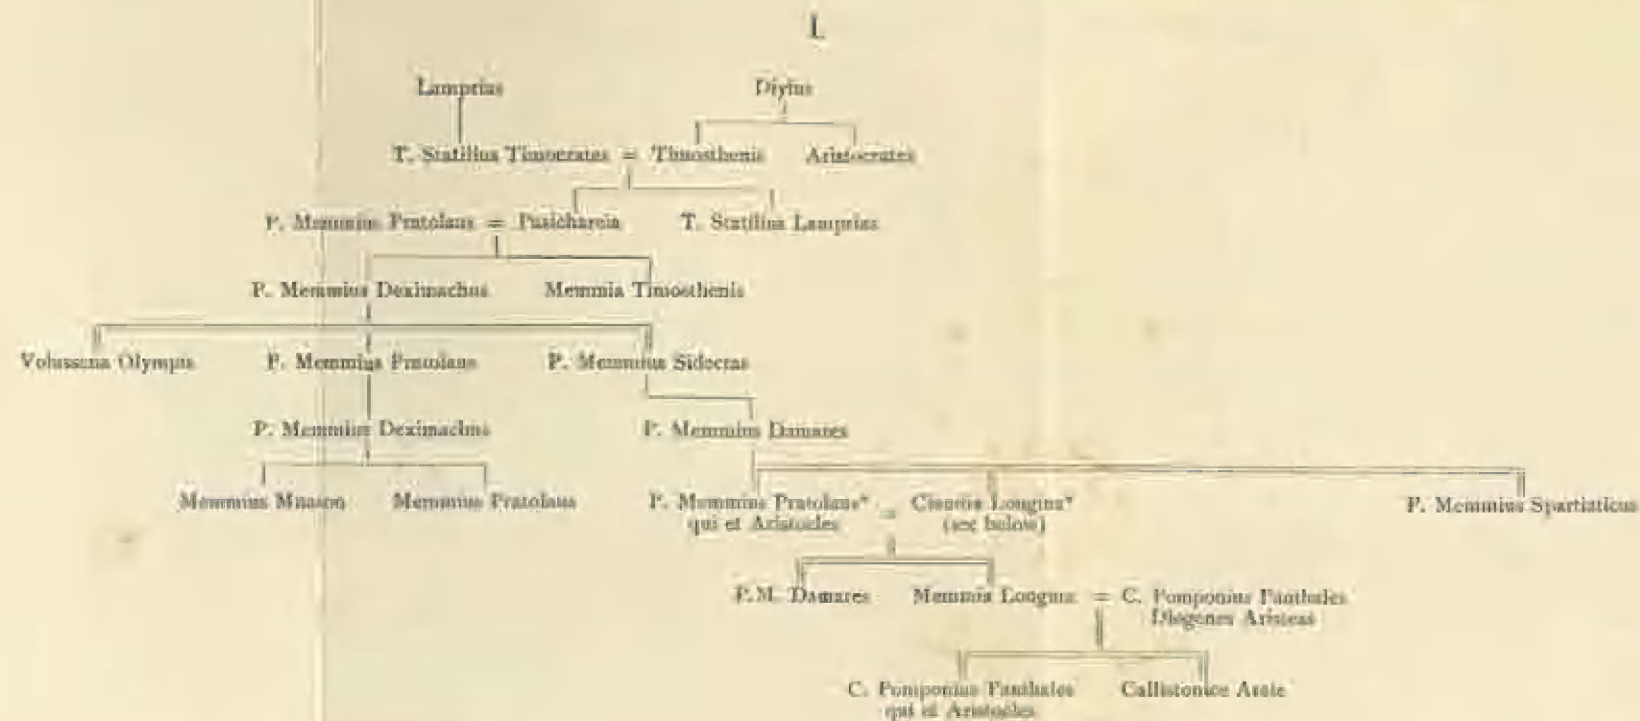 I.
Lamprias Diylus
T. Statilius Timocrates = Timosthenis Aristocrates
P. Memmius Pratolaus = Pasichareia T. Statilius Lamprias
P. Memmius Deximachus Memmia Timosthenis
Volussena Olympis P. Memmius Pratolaus P. Memmius Sidectas
P. Memmius Deximachus P. Memmius Damares
Memmius Mnason Memmius Pratolaus P. Memmius Pratolaus* = Longina* P. Memmius Spartiaticus
qui et Aristocles (see below)
P.M. Damares Memmia Longina = C. Pomponius Panthales
Diogenes Aristeas
C. Pomponius Panthales Callistonice Arate
qui et Aristocles